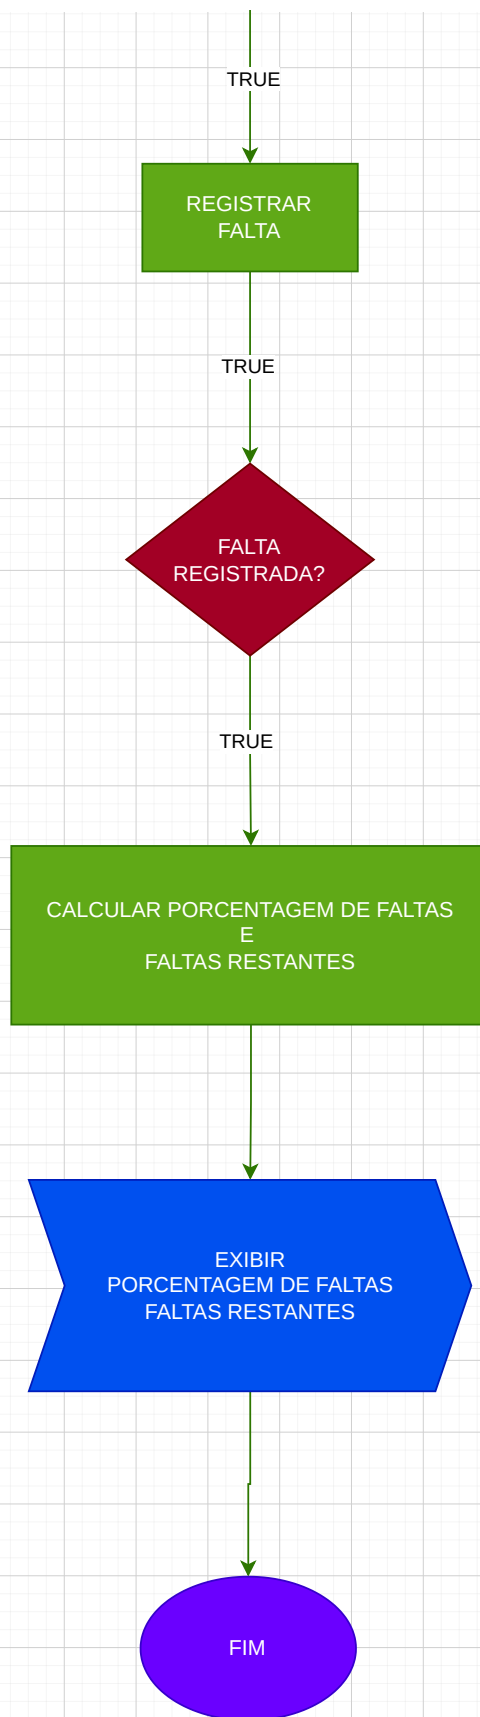 TRUE
REGISTRAR
FALTA
TRUE
FALTA
REGISTRADA?
TRUE
CALCULAR PORCENTAGEM DE FALTAS
E
FALTAS RESTANTES
EXIBIR
PORCENTAGEM DE FALTAS
FALTAS RESTANTES
FIM